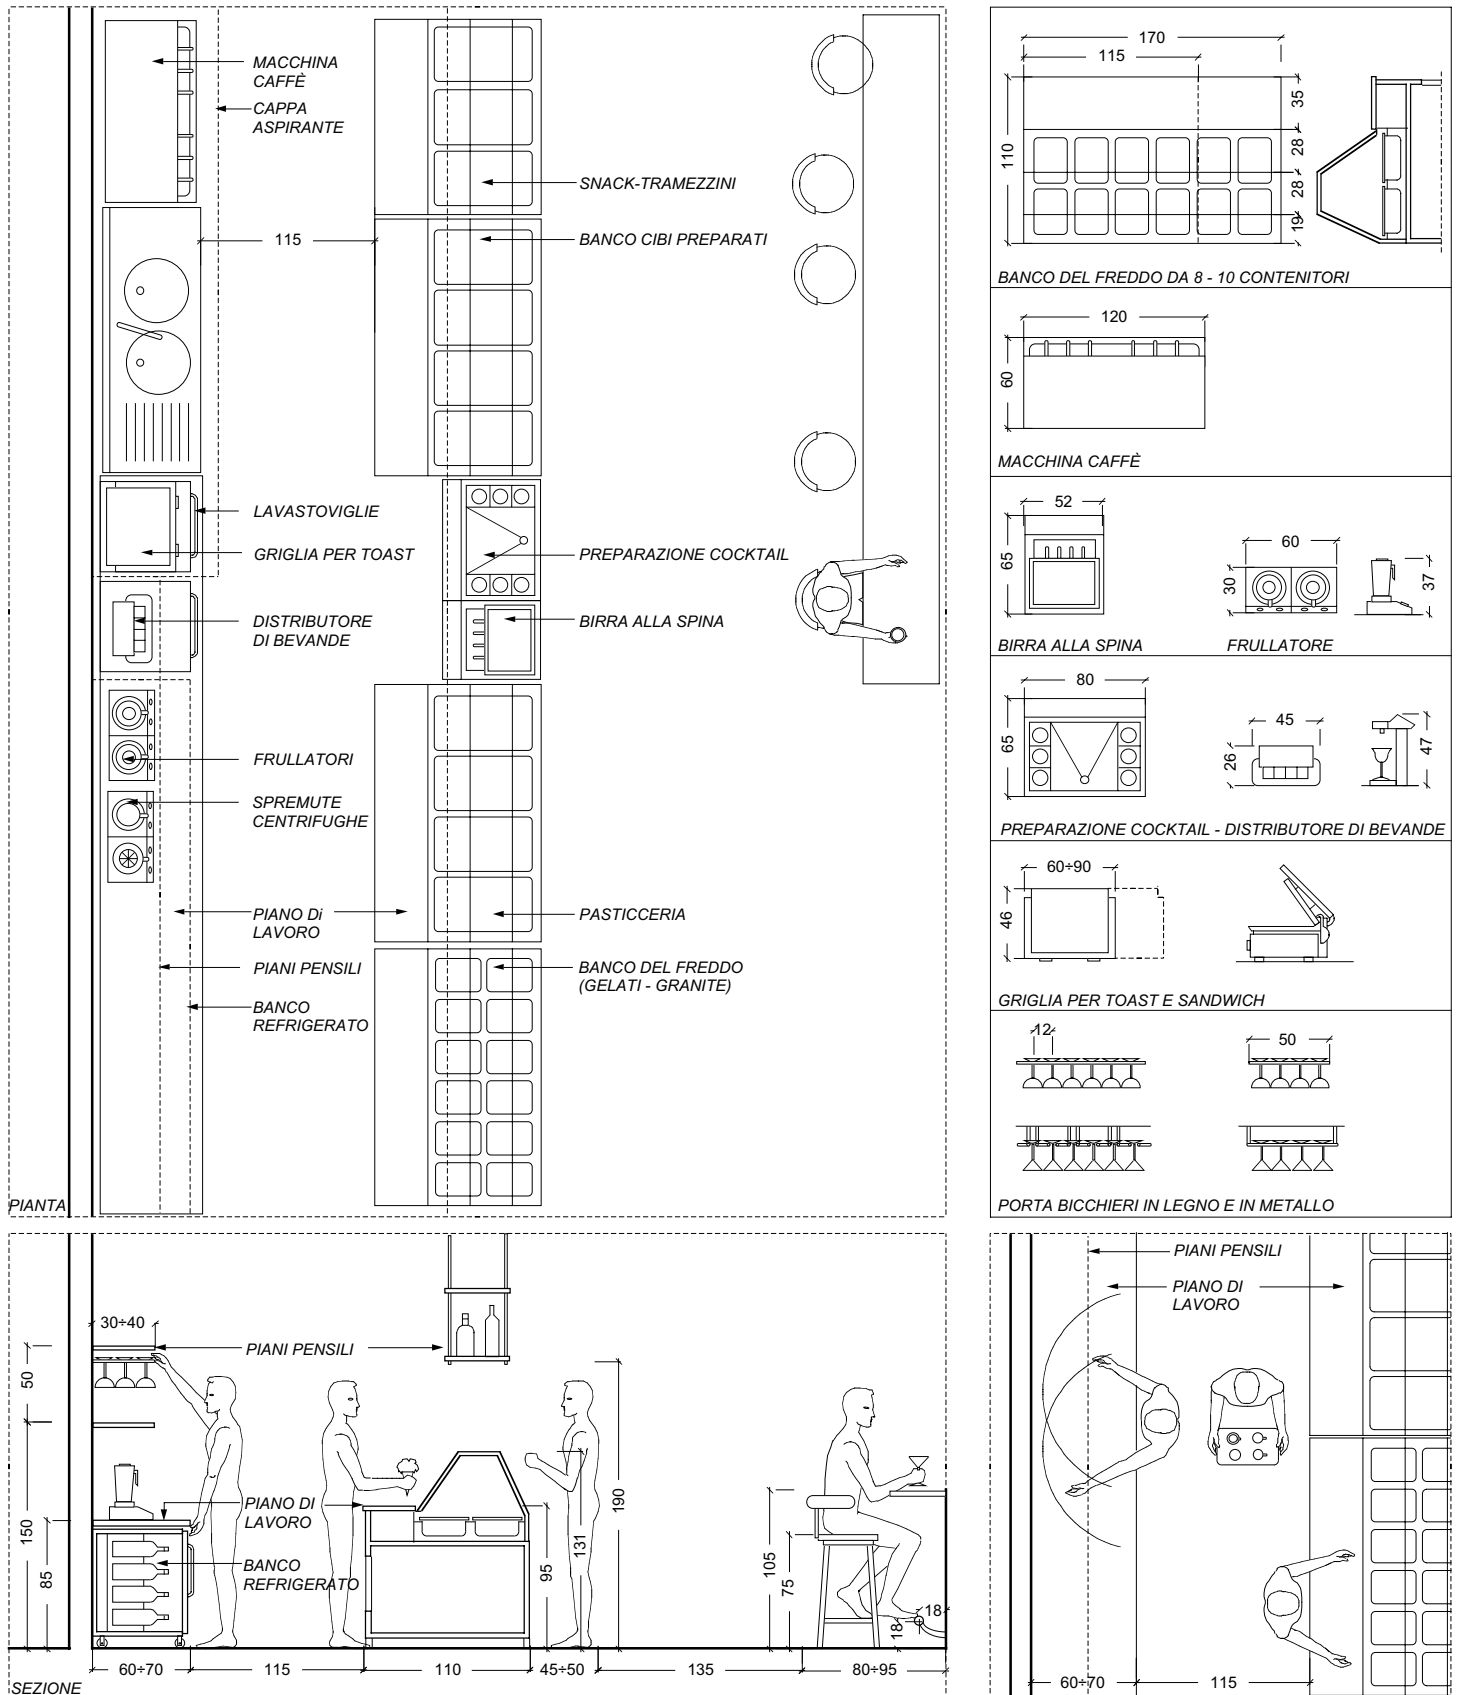 MACCHINA
CAFFÈ
CAPPA
ASPIRANTE
SNACK-TRAMEZZINI
115
BANCO CIBI PREPARATI
LAVASTOVIGLIE
GRIGLIA PER TOAST
PREPARAZIONE COCKTAIL
DISTRIBUTORE
DI BEVANDE
BIRRA ALLA SPINA
FRULLATORI
SPREMUTE
CENTRIFUGHE
PIANO Di
LAVORO
PASTICCERIA
PIANI PENSILI
BANCO DEL FREDDO
(GELATI - GRANITE)
BANCO
REFRIGERATO
PIANTA
170
115
110
35
28
28
19
BANCO DEL FREDDO DA 8 - 10 CONTENITORI
120
60
MACCHINA CAFFÈ
52
65
BIRRA ALLA SPINA
60
30
37
FRULLATORE
80
65
45
26
47
PREPARAZIONE COCKTAIL - DISTRIBUTORE DI BEVANDE
60÷90
46
GRIGLIA PER TOAST E SANDWICH
12
50
PORTA BICCHIERI IN LEGNO E IN METALLO
30÷40
PIANI PENSILI
50
150
85
PIANO DI
LAVORO
BANCO
REFRIGERATO
95
131
190
105
75
18
18
60÷70
115
110
45÷50
135
80÷95
SEZIONE
PIANI PENSILI
PIANO DI
LAVORO
60÷70
115